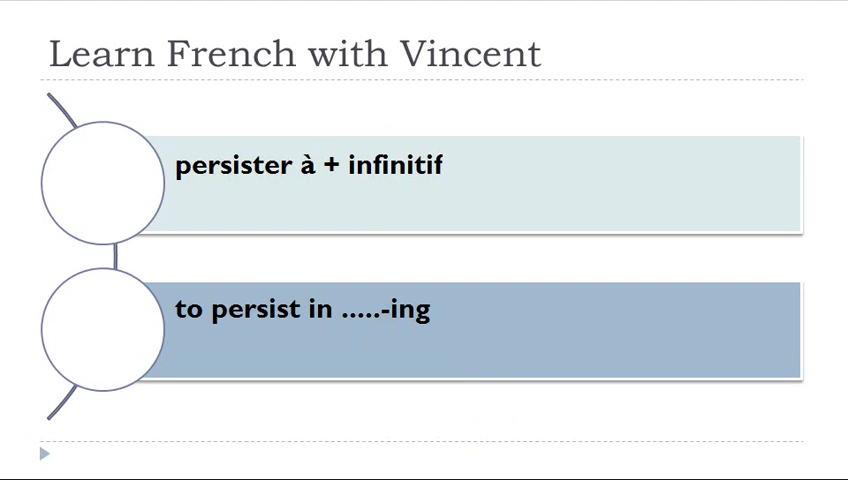 Learn French with Vincent
persister à + infinitif
to persist in .....-ing